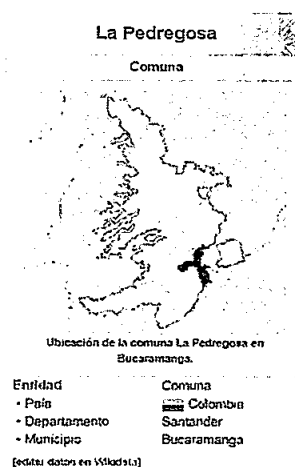 La Pedregosa
Comuna
Ubicación de la comuna La Pedregosa en
Bucaramanga.
Entidad Comuna
• País Colombia
• Departamento Santander
• Municipio Bucaramanga
[editar datos en Wikidata]